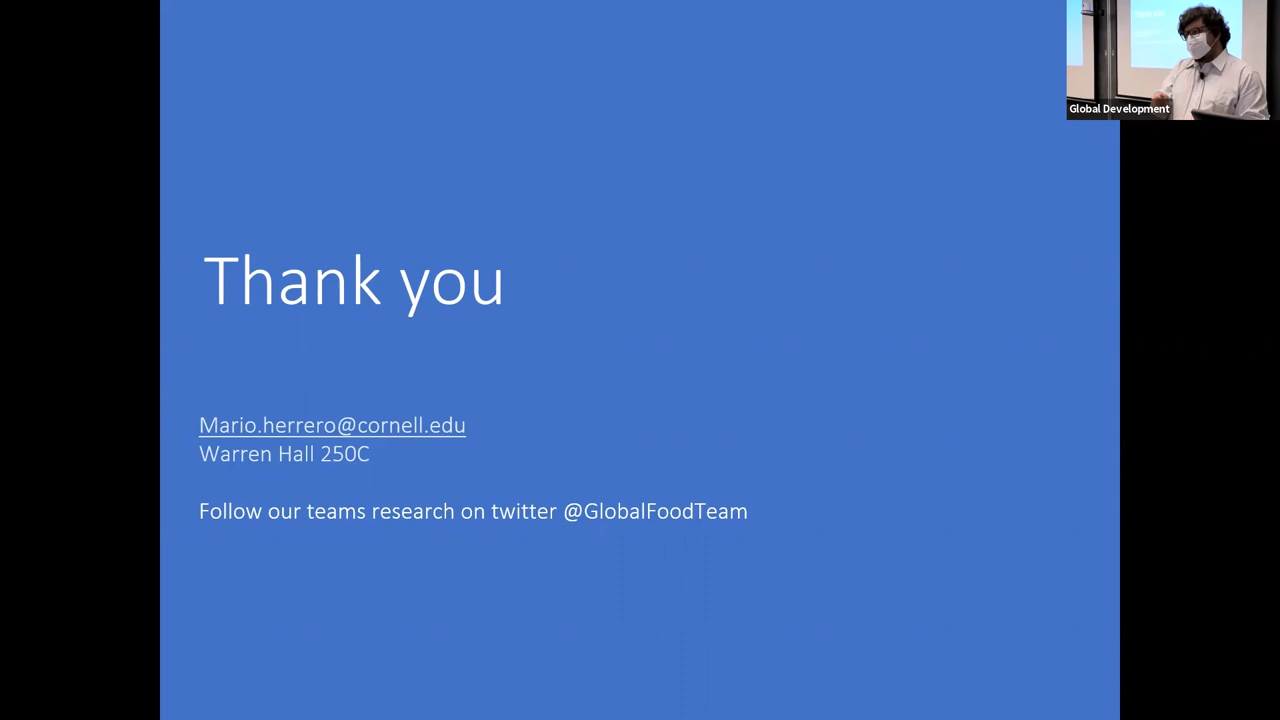 Global Development
Thank you
Mario.herrero@cornell.edu
Warren Hall 250C
Follow our teams research on twitter @GlobalFoodTeam